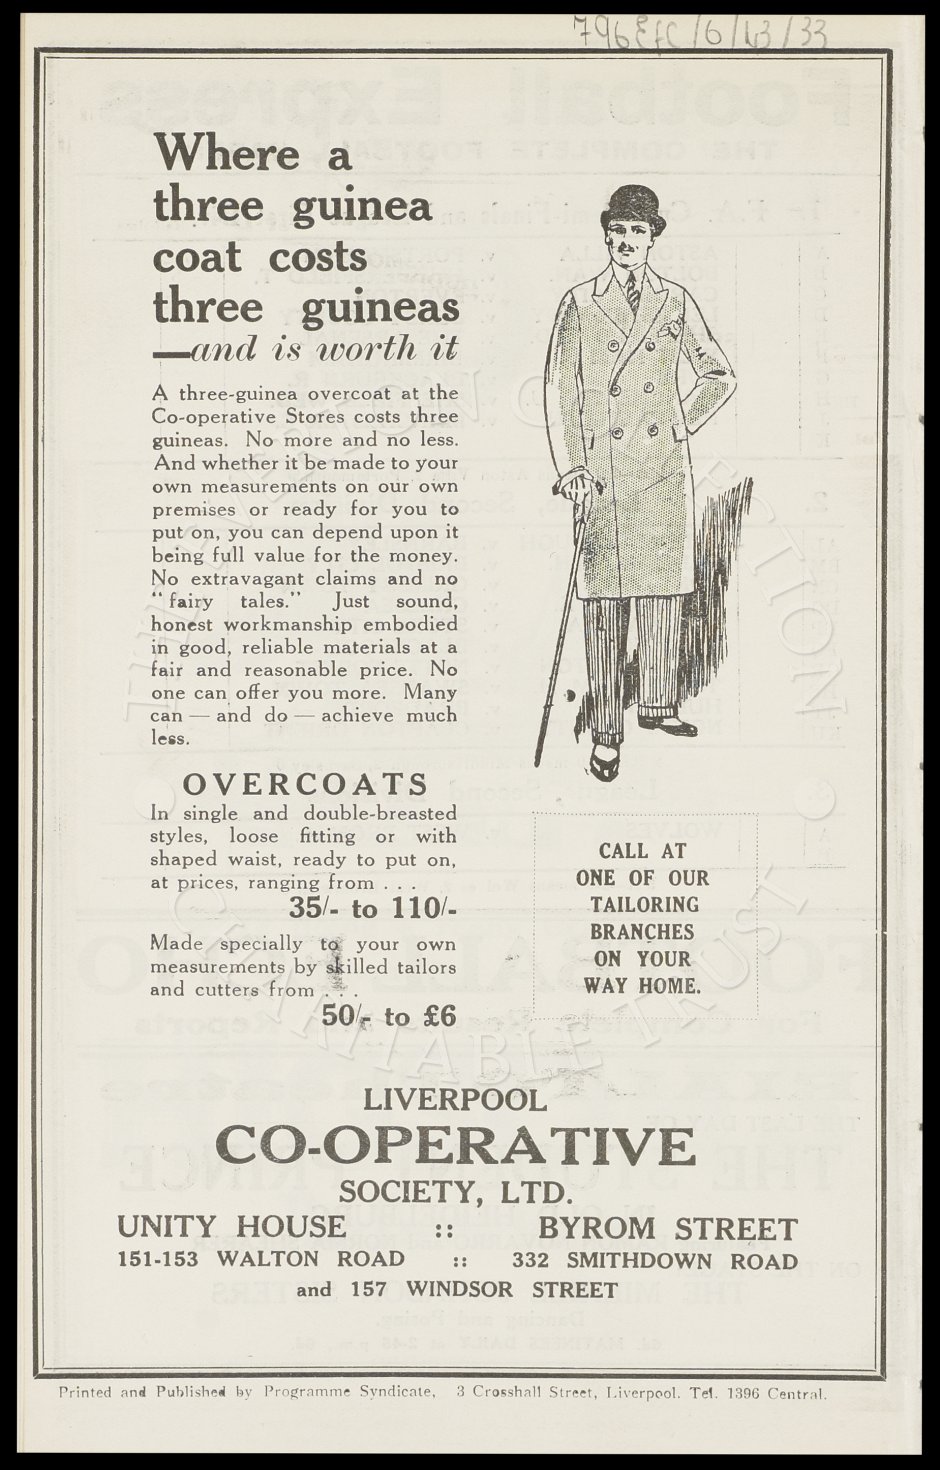 796 EFC/6/43/33
Where a
three guinea
coat costs
three guineas
—and is worth it
A three-guinea overcoat at the
Co-operative Stores costs three
guineas. No more and no less.
And whether it be made to your
own measurements on our own
premises or ready for you to
put on, you can depend upon it
being full value for the money.
No extravagant claims and no
"fairy tales." Just sound,
honest workmanship embodied
in good, reliable materials at a
fair and reasonable price. No
one can offer you more. Many
can — and do — achieve much
less.
OVERCOATS
In single and double-breasted
styles, loose fitting or with
shaped waist, ready to put on,
at prices, ranging from . . .
35/- to 110/-
Made specially to your own
measurements by skilled tailors
and cutters from . . .
50/- to £6
CALL AT
ONE OF OUR
TAILORING
BRANCHES
ON YOUR
WAY HOME.
LIVERPOOL
CO-OPERATIVE
SOCIETY, LTD.
UNITY HOUSE :: BYROM STREET
151-153 WALTON ROAD :: 332 SMITHDOWN ROAD
and 157 WINDSOR STREET
Printed and Published by Programme Syndicate, 3 Crosshall Street, Liverpool. Tel. 1396 Central.
THE EVERTON COLLECTION
CHARITABLE TRUST